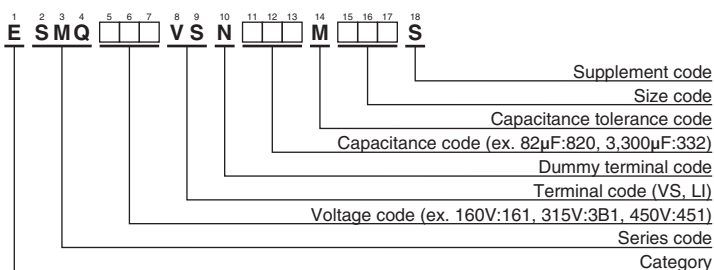 1 2 3 4 5 6 7 8 9 10 11 12 13 14 15 16 17 18
E SMQ □□□ VS N □□□ M □□□ S
Supplement code
Size code
Capacitance tolerance code
Capacitance code (ex. 82μF:820, 3,300μF:332)
Dummy terminal code
Terminal code (VS, LI)
Voltage code (ex. 160V:161, 315V:3B1, 450V:451)
Series code
Category